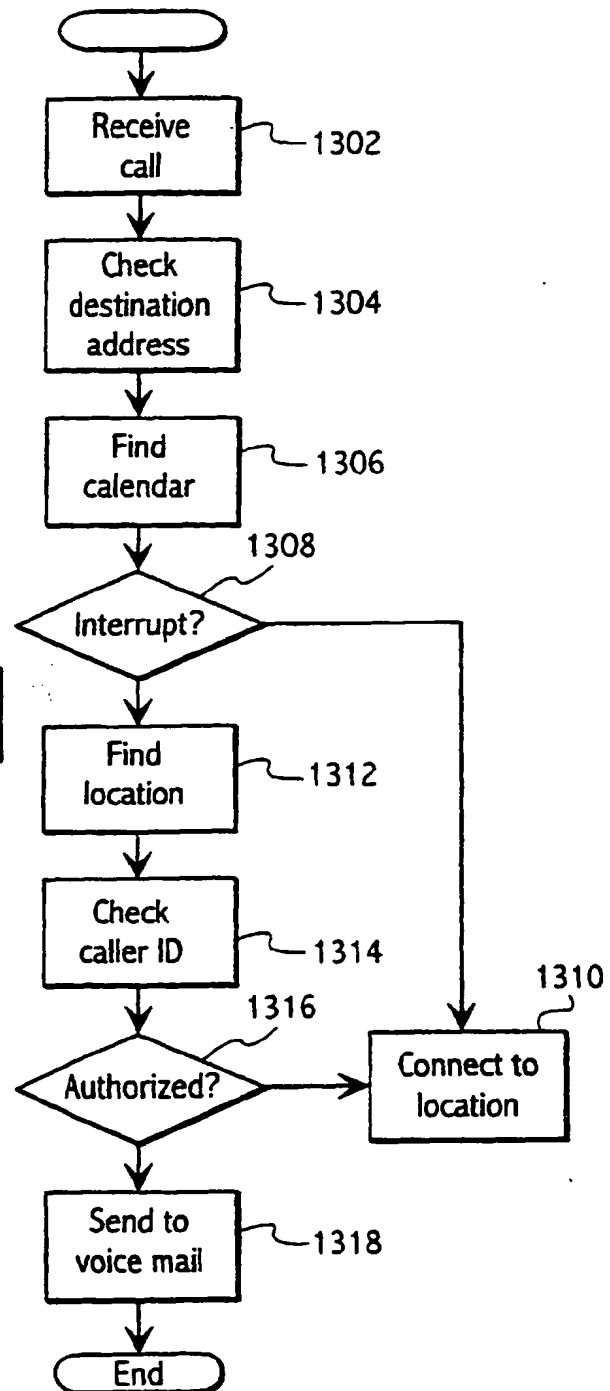 Receive
call
1302
Check
destination
address
1304
Find
calendar
1306
1308
Interrupt?
Find
location
1312
Check
caller ID
1314
1316
Authorized?
1310
Connect to
location
Send to
voice mail
1318
End